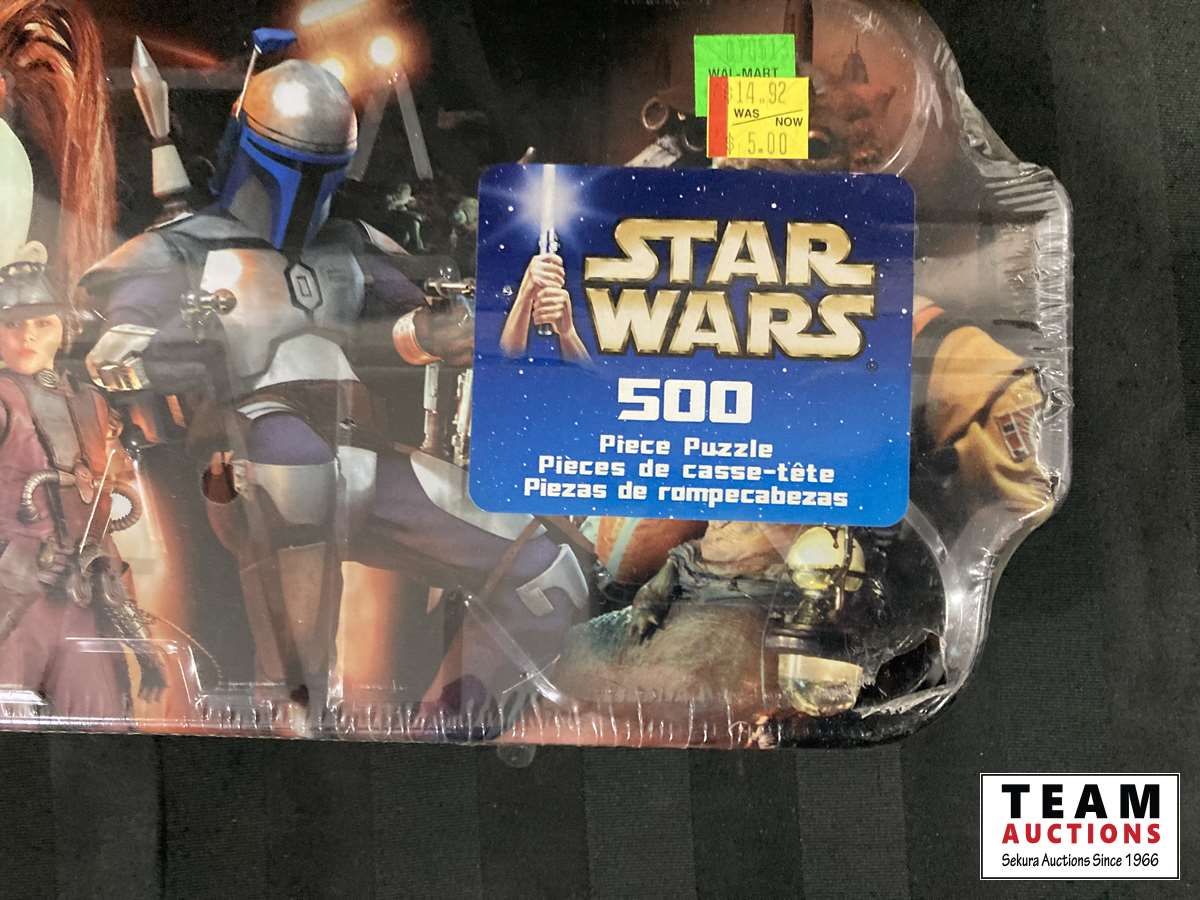 070513
WAL-MART
$14.92
WAS
NOW
$ 5.00
STAR
WARS
500
Piece Puzzle
Pièces de casse-tête
Piezas de rompecabezas
TEAM
AUCTIONS
Sekura Auctions Since 1966